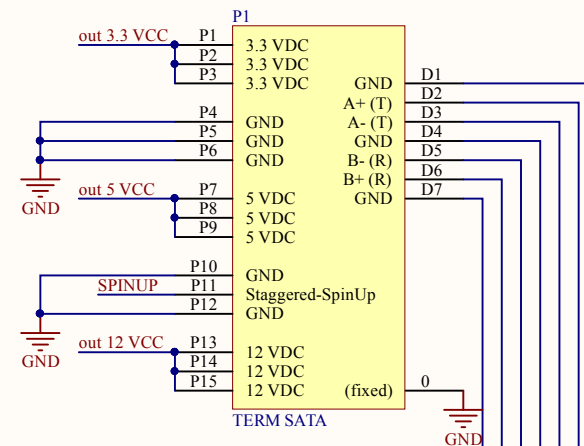 P1
out 3.3 VCC P1 3.3 VDC
P2 3.3 VDC
P3 3.3 VDC GND D1
A+ (T) D2
P4 GND A- (T) D3
P5 GND GND D4
P6 GND B- (R) D5
B+ (R) D6
GND
out 5 VCC P7 5 VDC GND D7
P8 5 VDC
P9 5 VDC
P10 GND
SPINUP P11 Staggered-SpinUp
P12 GND
GND
out 12 VCC P13 12 VDC
P14 12 VDC
P15 12 VDC (fixed) 0
TERM SATA
GND